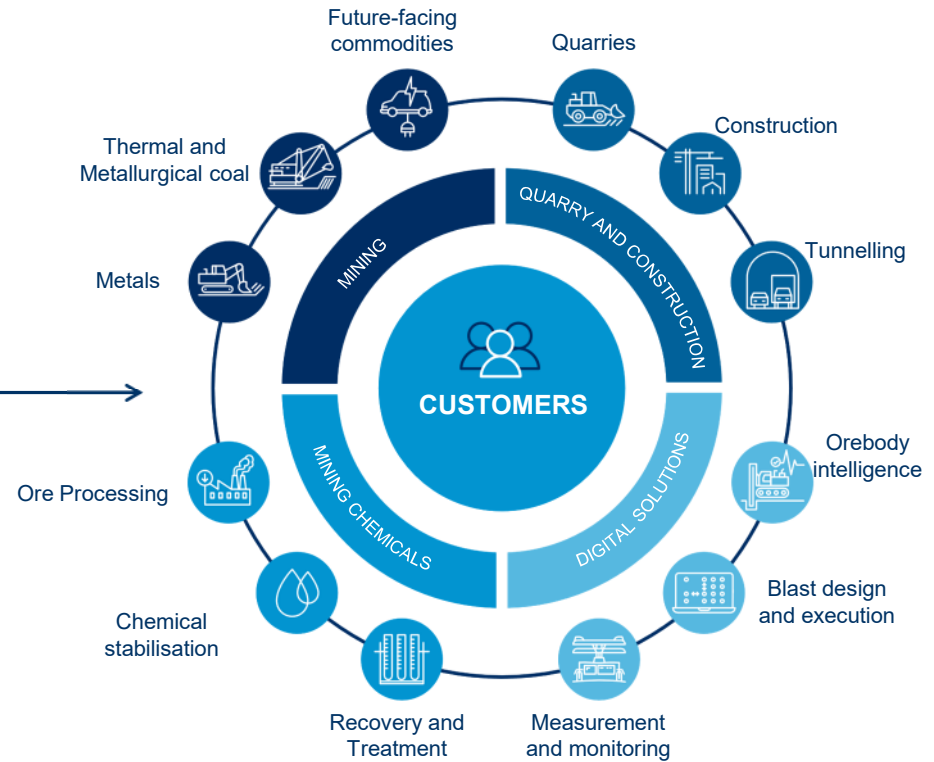 Future-facing
commodities
Quarries
Thermal and
Metallurgical coal
Construction
Metals
Tunnelling
MINING
QUARRY AND CONSTRUCTION
CUSTOMERS
MINING CHEMICALS
DIGITAL SOLUTIONS
Ore Processing
Orebody
intelligence
Chemical
stabilisation
Blast design
and execution
Recovery and
Treatment
Measurement
and monitoring